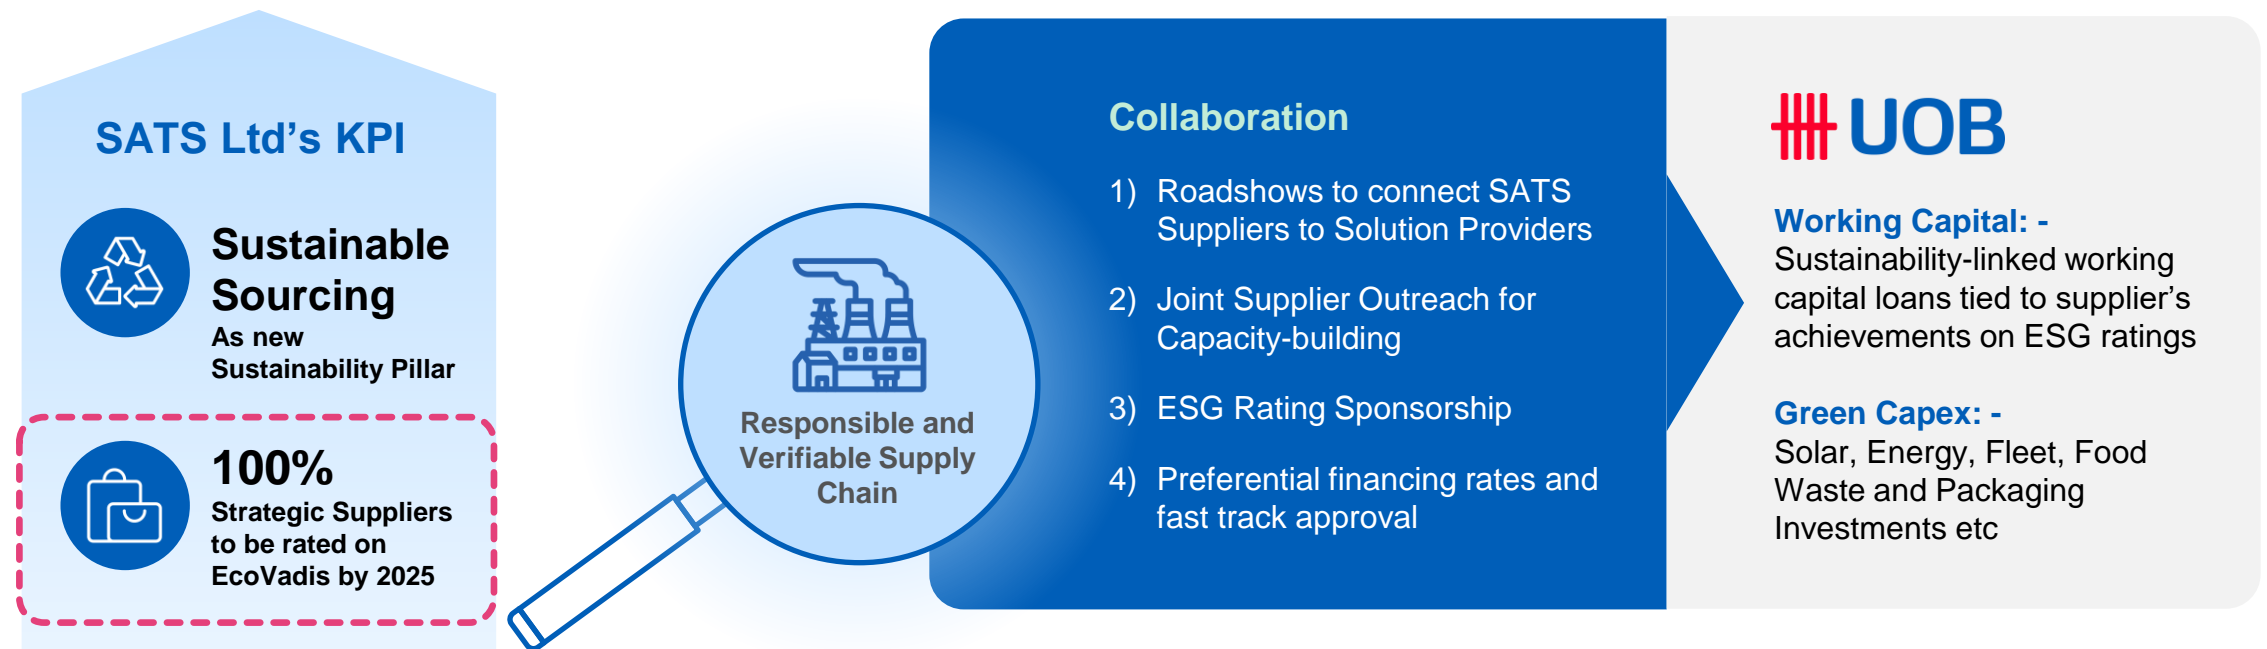 SATS Ltd’s KPI
Sustainable
Sourcing
As new
Sustainability Pillar
100%
Strategic Suppliers
to be rated on
EcoVadis by 2025
Responsible and
Verifiable Supply
Chain
Collaboration
1) Roadshows to connect SATS
Suppliers to Solution Providers
2) Joint Supplier Outreach for
Capacity-building
3) ESG Rating Sponsorship
4) Preferential financing rates and
fast track approval
UOB
Working Capital: -
Sustainability-linked working
capital loans tied to supplier’s
achievements on ESG ratings
Green Capex: -
Solar, Energy, Fleet, Food
Waste and Packaging
Investments etc